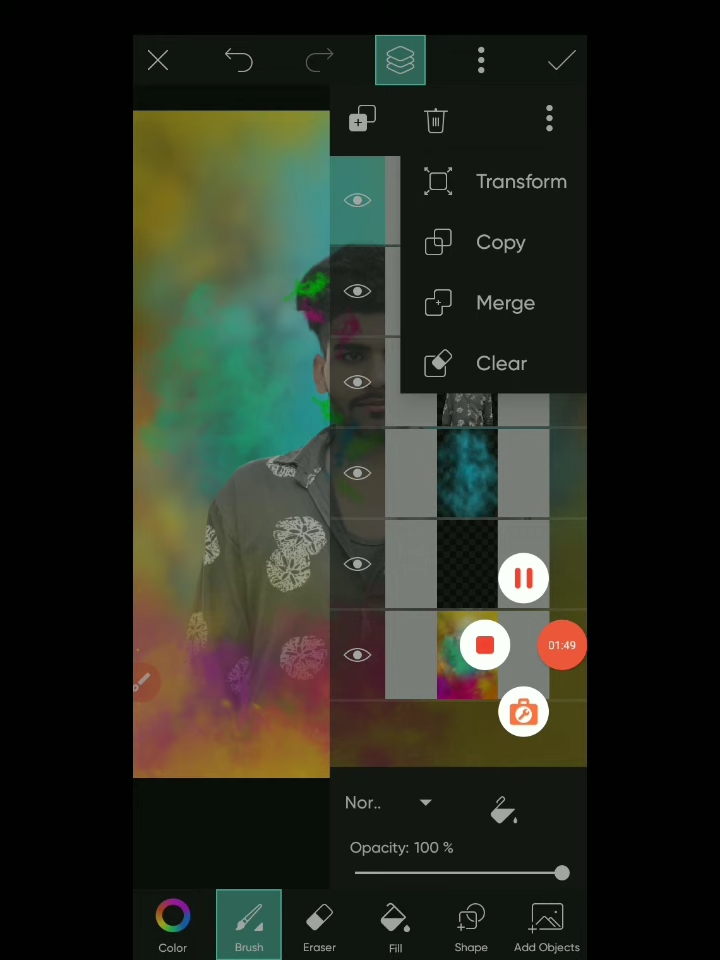 Transform
Copy
Merge
Clear
01:49
Nor..
Opacity: 100 %
Color
Brush
Eraser
Fill
Shape
Add Objects